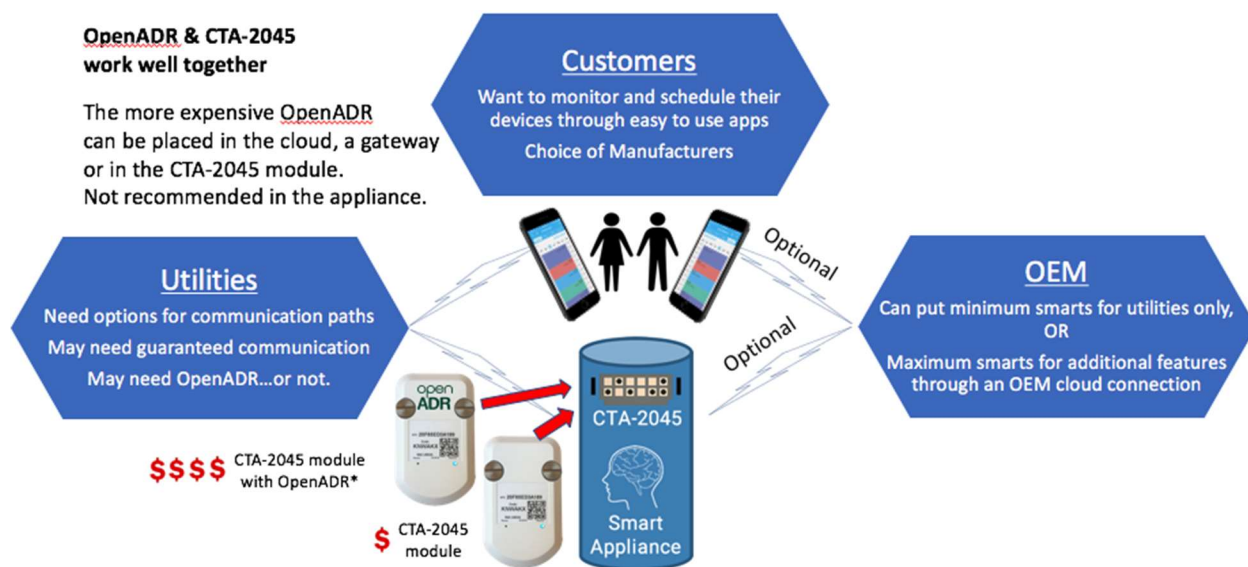 OpenADR & CTA-2045
work well together
The more expensive OpenADR
can be placed in the cloud, a gateway
or in the CTA-2045 module.
Not recommended in the appliance.
Customers
Want to monitor and schedule their
devices through easy to use apps
Choice of Manufacturers
Utilities
Need options for communication paths
May need guaranteed communication
May need OpenADR...or not.
Optional
Optional
OEM
Can put minimum smarts for utilities only,
OR
Maximum smarts for additional features
through an OEM cloud connection
open
ADR
$$$$ CTA-2045 module
with OpenADR*
$ CTA-2045
module
CTA-2045
Smart
Appliance